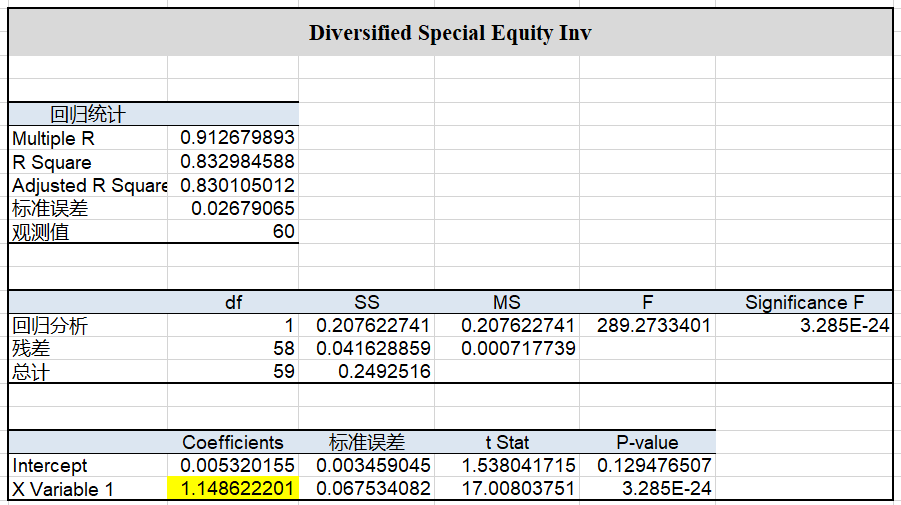 Diversified Special Equity Inv
回归统计
Multiple R 0.912679893
R Square 0.832984588
Adjusted R Square 0.830105012
标准误差 0.02679065
观测值 60
df SS MS F Significance F
回归分析 1 0.207622741 0.207622741 289.2733401 3.285E-24
残差 58 0.041628859 0.000717739
总计 59 0.2492516
Coefficients 标准误差 t Stat P-value
Intercept 0.005320155 0.003459045 1.538041715 0.129476507
X Variable 1 1.148622201 0.067534082 17.00803751 3.285E-24